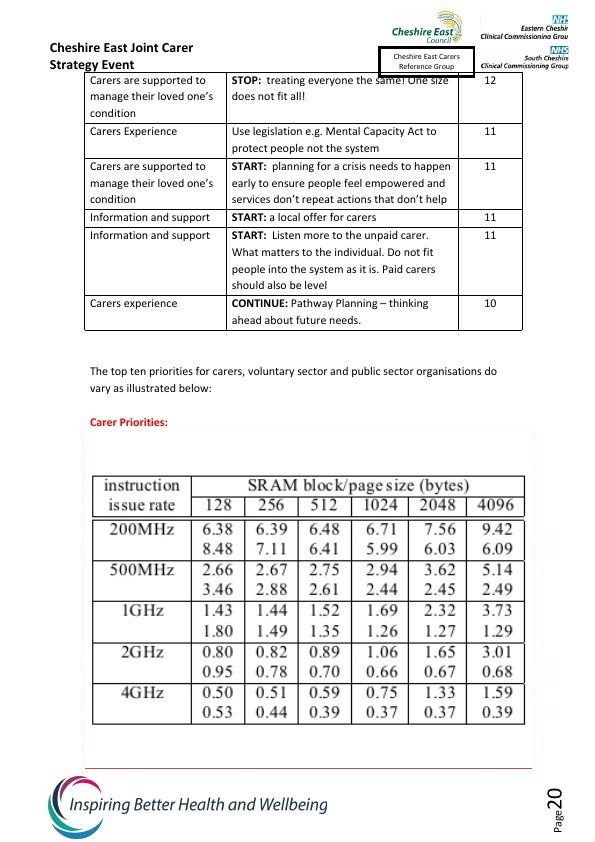 Cheshire East Joint Carer
Strategy Event
Cheshire East
Council
Cheshire East Carers
Reference Group
NHS
Eastern Cheshire
Clinical Commissioning Grou
NHS
South Cheshire
Clinical Commissioning Group
Carers are supported to manage their loved one’s condition
STOP: treating everyone the same! One size does not fit all!
12
Carers Experience
Use legislation e.g. Mental Capacity Act to protect people not the system
11
Carers are supported to manage their loved one’s condition
START: planning for a crisis needs to happen early to ensure people feel empowered and services don’t repeat actions that don’t help
11
Information and support
START: a local offer for carers
11
Information and support
START: Listen more to the unpaid carer. What matters to the individual. Do not fit people into the system as it is. Paid carers should also be level
11
Carers experience
CONTINUE: Pathway Planning – thinking ahead about future needs.
10
The top ten priorities for carers, voluntary sector and public sector organisations do
vary as illustrated below:
Carer Priorities:
instruction issue rate
SRAM block/page size (bytes)
128 256 512 1024 2048 4096
200MHz 6.38 6.39 6.48 6.71 7.56 9.42
8.48 7.11 6.41 5.99 6.03 6.09
500MHz 2.66 2.67 2.75 2.94 3.62 5.14
3.46 2.88 2.61 2.44 2.45 2.49
1GHz 1.43 1.44 1.52 1.69 2.32 3.73
1.80 1.49 1.35 1.26 1.27 1.29
2GHz 0.80 0.82 0.89 1.06 1.65 3.01
0.95 0.78 0.70 0.66 0.67 0.68
4GHz 0.50 0.51 0.59 0.75 1.33 1.59
0.53 0.44 0.39 0.37 0.37 0.39
Inspiring Better Health and Wellbeing
Page20